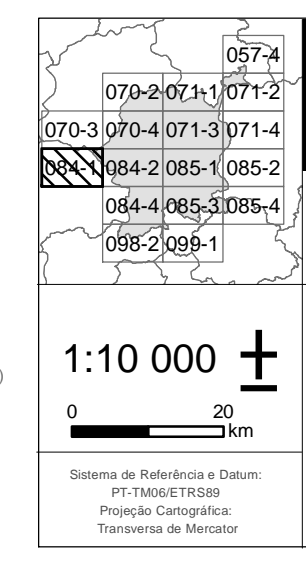 057-4
070-2 071-1 071-2
070-3 070-4 071-3 071-4
084-1 084-2 085-1 085-2
084-4 085-3 085-4
098-2 099-1
)
1:10 000
0 20
km
Sistema de Referência e Datum:
PT-TM06/ETRS89
Projeção Cartográfica:
Transversa de Mercator